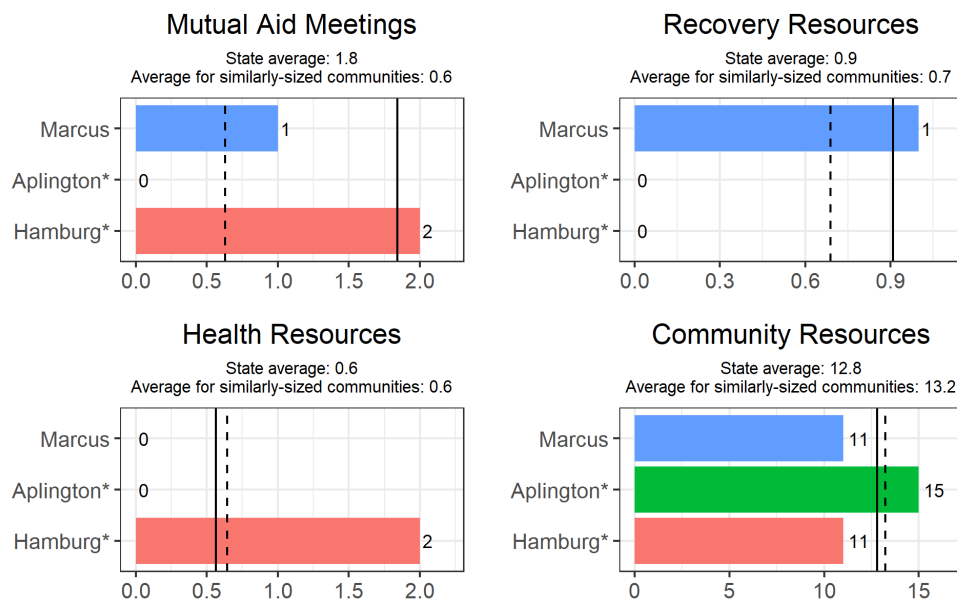 Mutual Aid Meetings
State average: 1.8
Average for similarly-sized communities: 0.6
Marcus
1
Aplington*
0
Hamburg*
2
0.0 0.5 1.0 1.5 2.0
Recovery Resources
State average: 0.9
Average for similarly-sized communities: 0.7
Marcus
1
Aplington*
0
Hamburg*
0
0.0 0.3 0.6 0.9
Health Resources
State average: 0.6
Average for similarly-sized communities: 0.6
Marcus
0
Aplington*
0
Hamburg*
2
0.0 0.5 1.0 1.5 2.0
Community Resources
State average: 12.8
Average for similarly-sized communities: 13.2
Marcus
11
Aplington*
15
Hamburg*
11
0 5 10 15